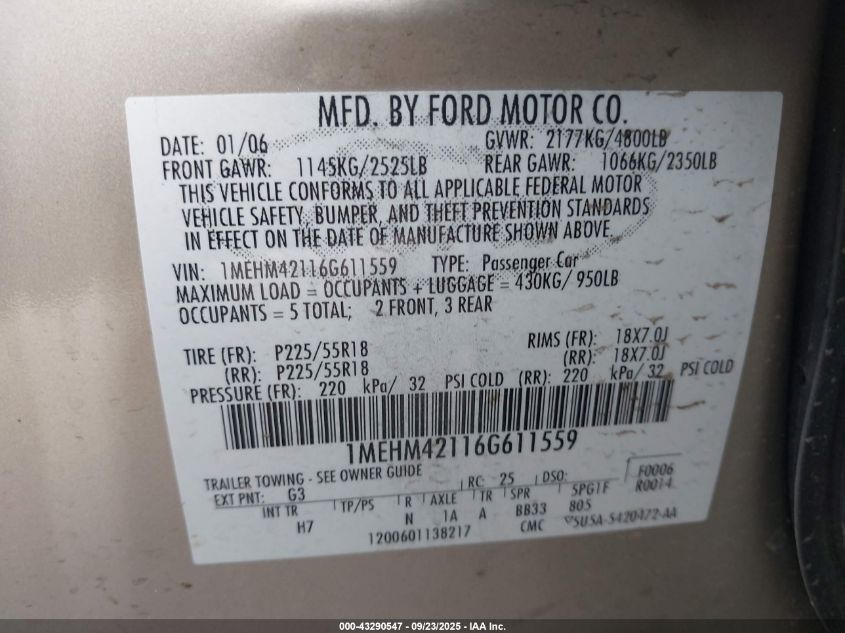 MFD. BY FORD MOTOR CO.
DATE: 01/06 GVWR: 2177KG/4800LB
FRONT GAWR: 1145KG/2525LB REAR GAWR: 1066KG/2350LB
THIS VEHICLE CONFORMS TO ALL APPLICABLE FEDERAL MOTOR
VEHICLE SAFETY, BUMPER, AND THEFT PREVENTION STANDARDS
IN EFFECT ON THE DATE OF MANUFACTURE SHOWN ABOVE.
VIN: 1MEHM42116G611559 TYPE: Passenger Car
MAXIMUM LOAD = OCCUPANTS + LUGGAGE = 430KG/ 950LB
OCCUPANTS = 5 TOTAL; 2 FRONT, 3 REAR
TIRE (FR): P225/55R18 RIMS (FR): 18X7.0J
(RR): P225/55R18 (RR): 18X7.0J
PRESSURE (FR): 220 kPa/ 32 PSI COLD (RR): 220 kPa/ 32 PSI COLD
1MEHM42116G611559
TRAILER TOWING - SEE OWNER GUIDE RC: 25 DSO: F0006
EXT PNT: G3 R0014
INT TR TP/PS R AXLE TR SPR 5PG1F
H7 N 1A A BB33 805
1200601138217 CMC 5U5A-5420472-AA
000-43290547 - 09/23/2025 - IAA Inc.